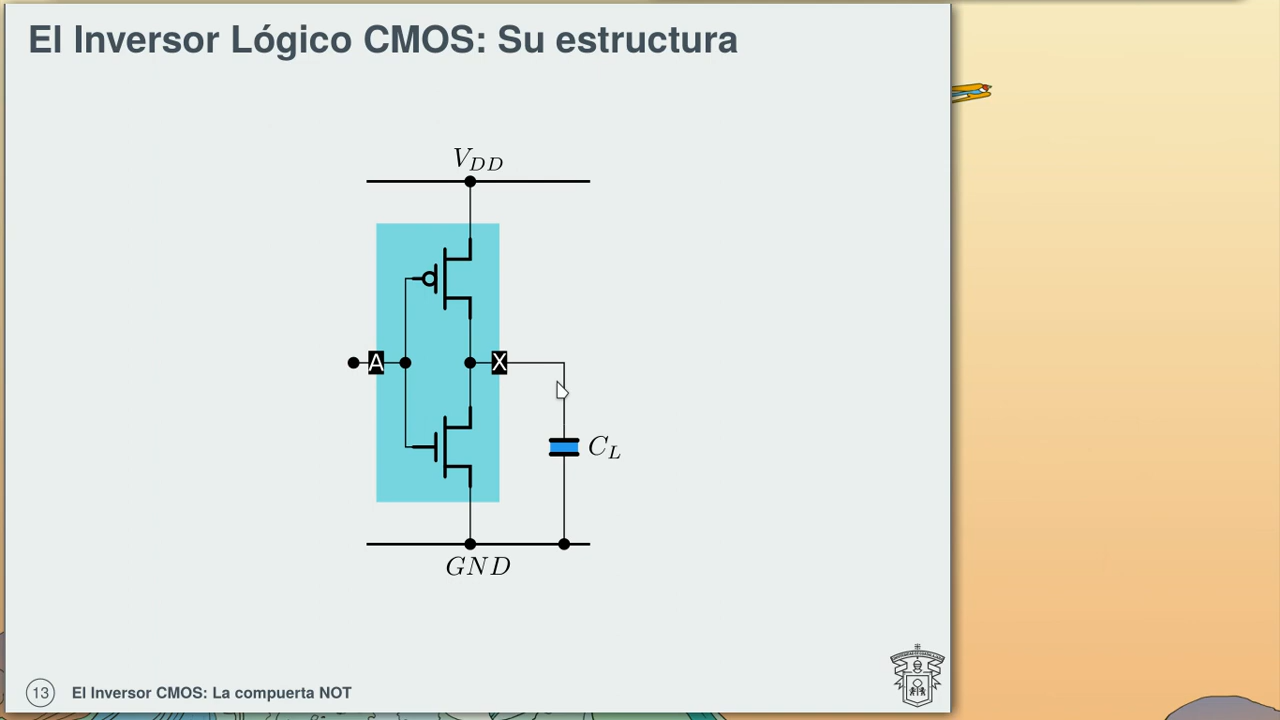 El Inversor Lógico CMOS: Su estructura
V_DD
A
X
C_L
GND
13 El Inversor CMOS: La compuerta NOT